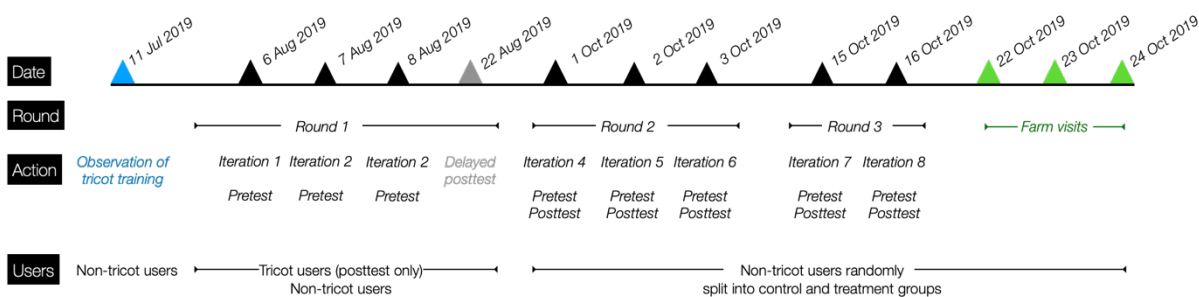 Date
11 Jul 2019
6 Aug 2019
7 Aug 2019
8 Aug 2019
22 Aug 2019
1 Oct 2019
2 Oct 2019
3 Oct 2019
15 Oct 2019
16 Oct 2019
22 Oct 2019
23 Oct 2019
24 Oct 2019
Round
Round 1
Round 2
Round 3
Farm visits
Action
Observation of
tricot training
Iteration 1
Pretest
Iteration 2
Pretest
Iteration 2
Pretest
Delayed
posttest
Iteration 4
Pretest
Posttest
Iteration 5
Pretest
Posttest
Iteration 6
Pretest
Posttest
Iteration 7
Pretest
Posttest
Iteration 8
Pretest
Posttest
Users
Non-tricot users
Tricot users (posttest only)
Non-tricot users
Non-tricot users randomly
split into control and treatment groups